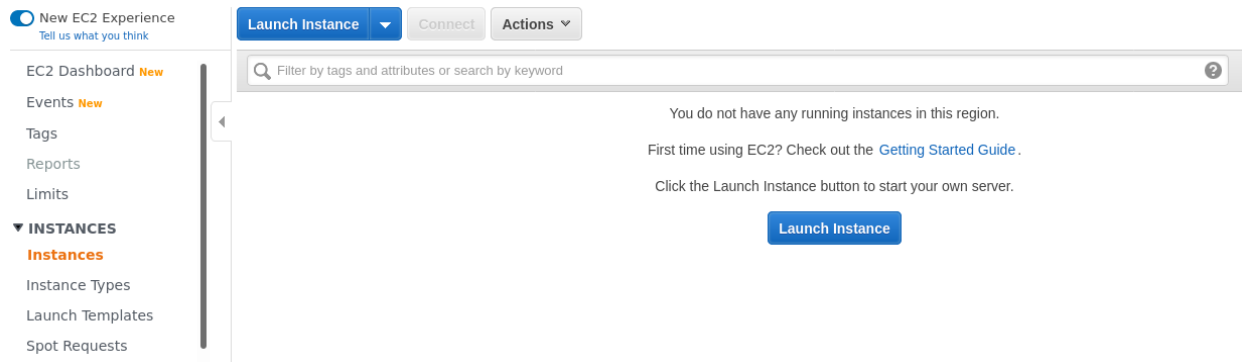 New EC2 Experience
Tell us what you think
EC2 Dashboard New
Events New
Tags
Reports
Limits
INSTANCES
Instances
Instance Types
Launch Templates
Spot Requests
Launch Instance
Connect
Actions
Filter by tags and attributes or search by keyword
You do not have any running instances in this region.
First time using EC2? Check out the Getting Started Guide.
Click the Launch Instance button to start your own server.
Launch Instance